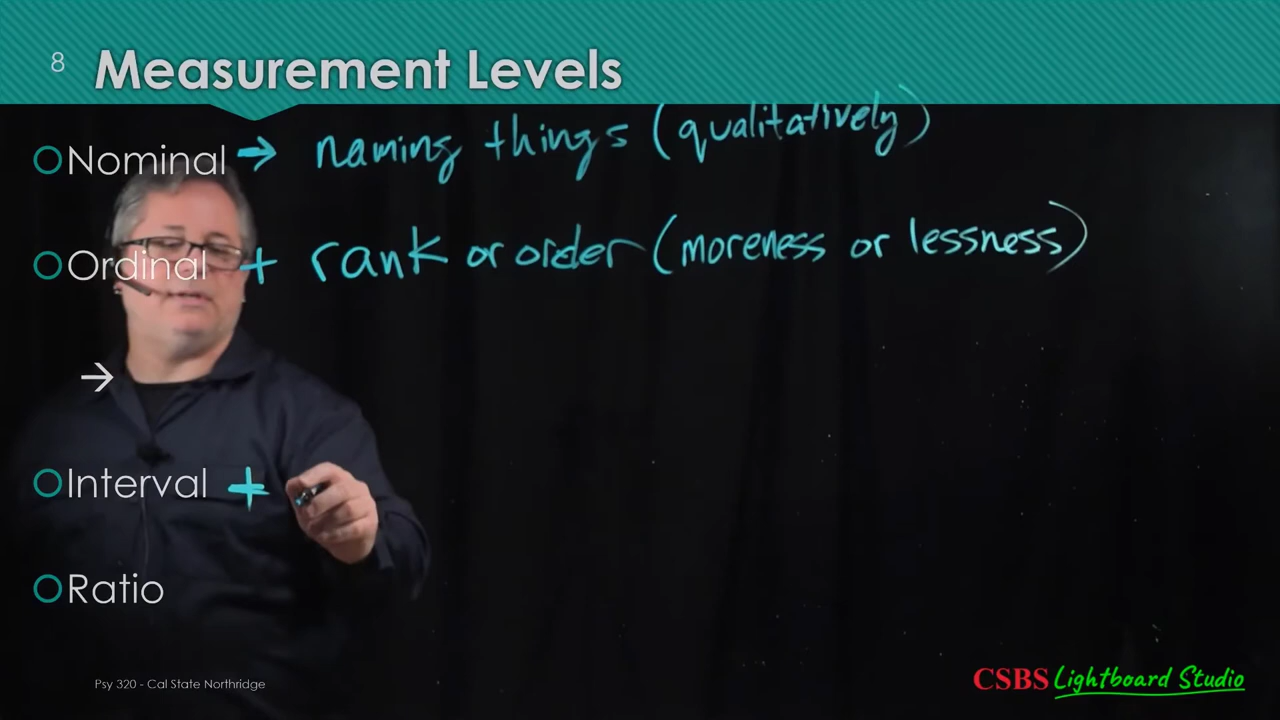 8 Measurement Levels
Nominal → naming things (qualitatively)
Ordinal + rank or order (moreness or lessness)
→
Interval +
Ratio
Psy 320 - Cal State Northridge
CSBS Lightboard Studio